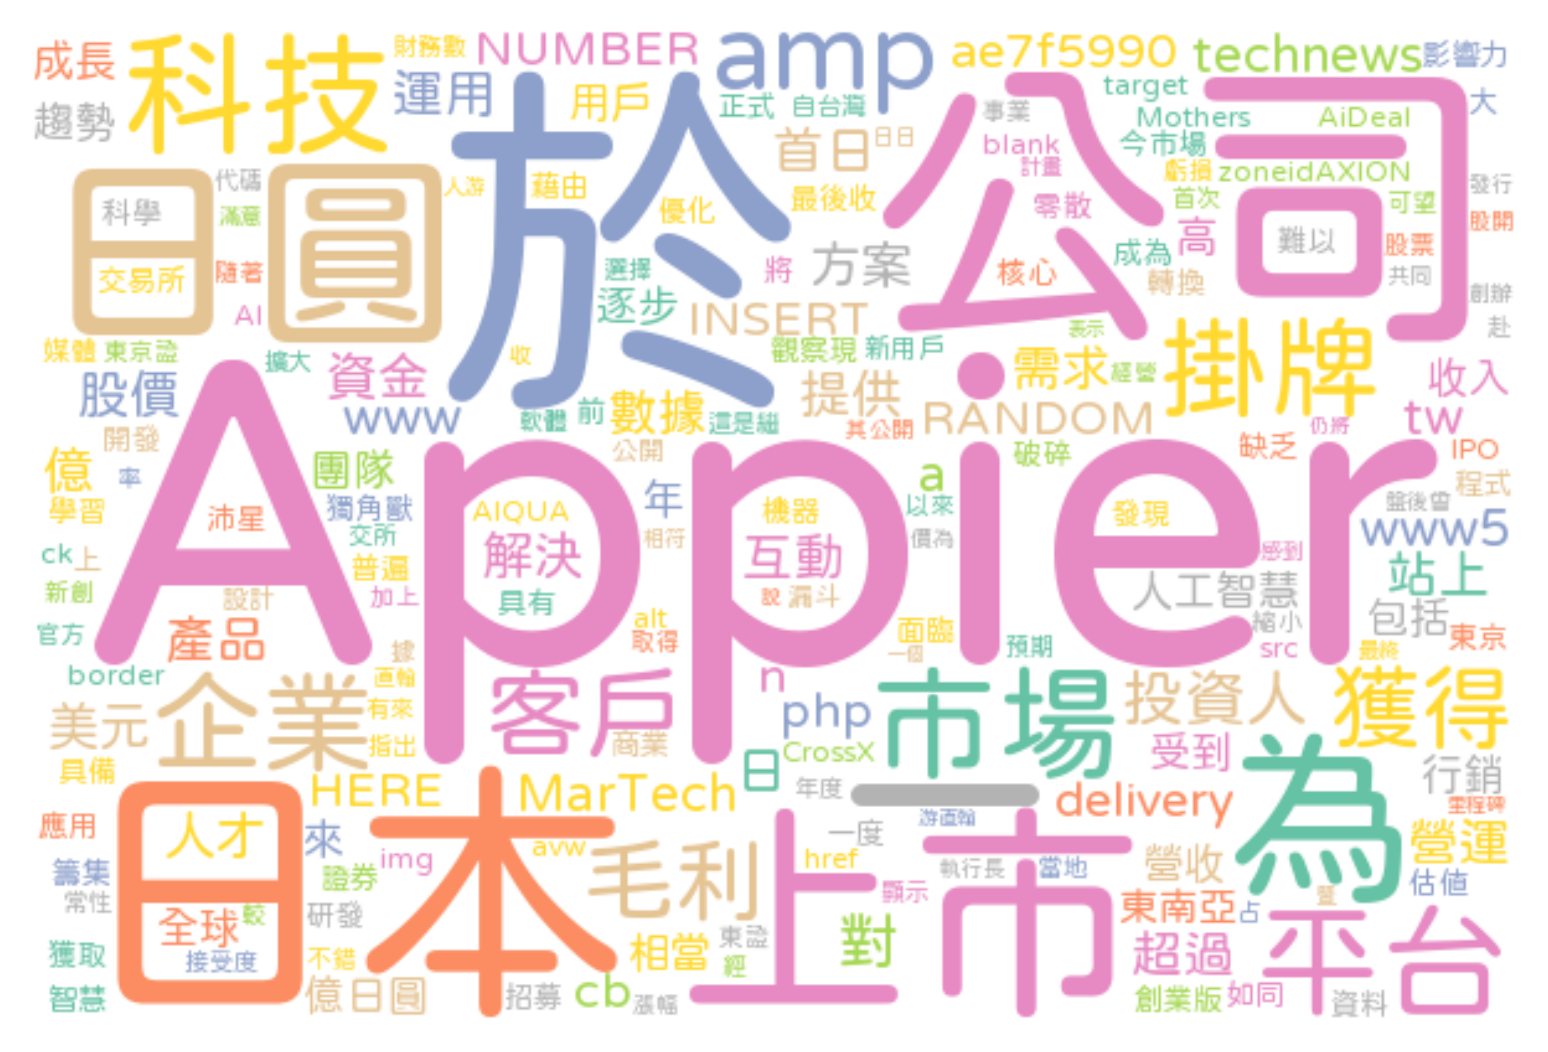 成長
科技
財務數
NUMBER
amp
ae7f5990
technews
影響力
趨勢
運用
用戶
正式
自台灣
首日
日日
事業
target
Mothers
AiDeal
大
公司
於
blank
計畫
今市場
虧損
zoneidAXION
日圓
科學
代碼
滿意
人游
藉由
優化
最後收
零散
首次
可望
發行
股開
交易所
隨著
AI
選擇
逐步
將
方案
核心
成為
高
轉換
難以
股票
共同
創辦
赴
INSERT
媒體
東京證
擴大
資金
收
觀察現
新用戶
表示
需求
經營
掛牌
收入
股價
www
軟體
前
數據
這是繼
提供
其公開
RANDOM
仍將
tw
開發
Appier
億
率
團隊
公開
a
破碎
缺乏
IPO
程式
學習
沛星
獨角獸
AIQUA
年
機器
以來
發現
盤後曾
www5
ck
上
交所
解決
相符
互動
價為
感到
新創
設計
普遍
加上
具有
說
漏斗
人工智慧
站上
官方
產品
據
alt
取得
面臨
一個
預期
縮小
src
包括
東京
最終
border
企業
直輪
客戶
n
市場
投資人
獲得
美元
有來
指出
商業
php
CrossX
受到
為
具備
HERE
MarTech
日
年度
delivery
行銷
里程碑
日本
人才
應用
來
img
avw
毛利
一度
href
游直翰
上市
執行長
當地
營收
營運
籌集
常性
證券
顯示
估值
全球
較
接受度
研發
不錯
相當
東證
經
對
東南亞
占
暨
平台
超過
獲取
智慧
億日圓
招募
cb
漲幅
創業版
如同
資料